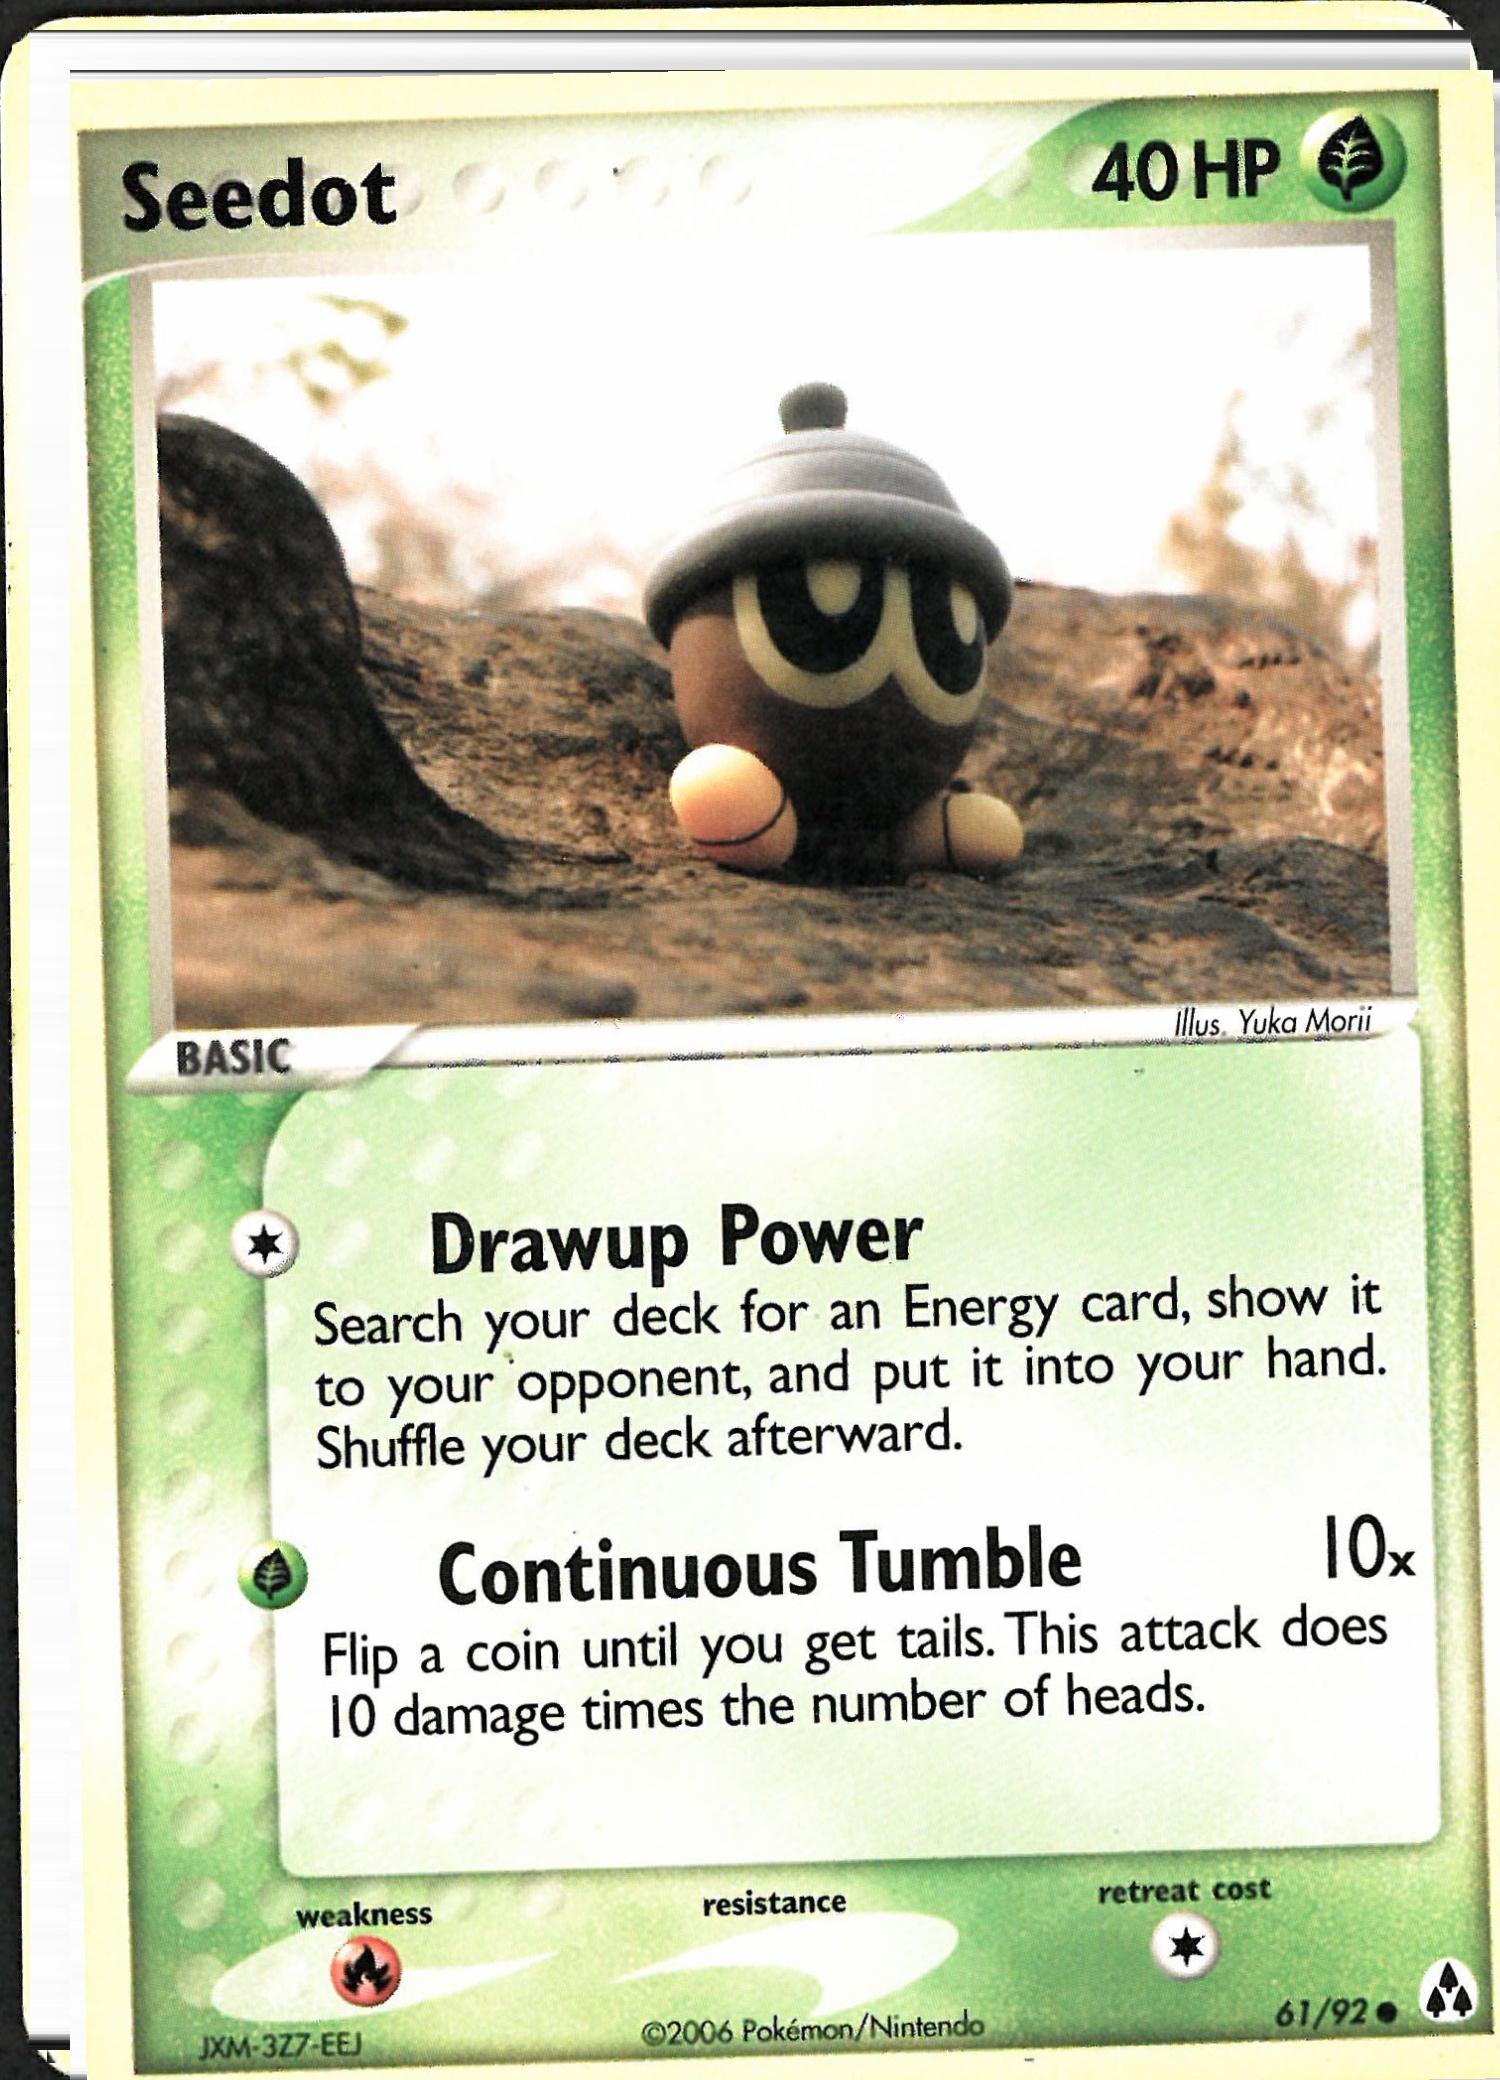 Seedot
40 HP
Illus. Yuka Morii
BASIC
Drawup Power
Search your deck for an Energy card, show it
to your opponent, and put it into your hand.
Shuffle your deck afterward.
Continuous Tumble 10x
Flip a coin until you get tails. This attack does
10 damage times the number of heads.
weakness resistance retreat cost
JXM-3Z7-EEJ
©2006 Pokémon/Nintendo
61/92